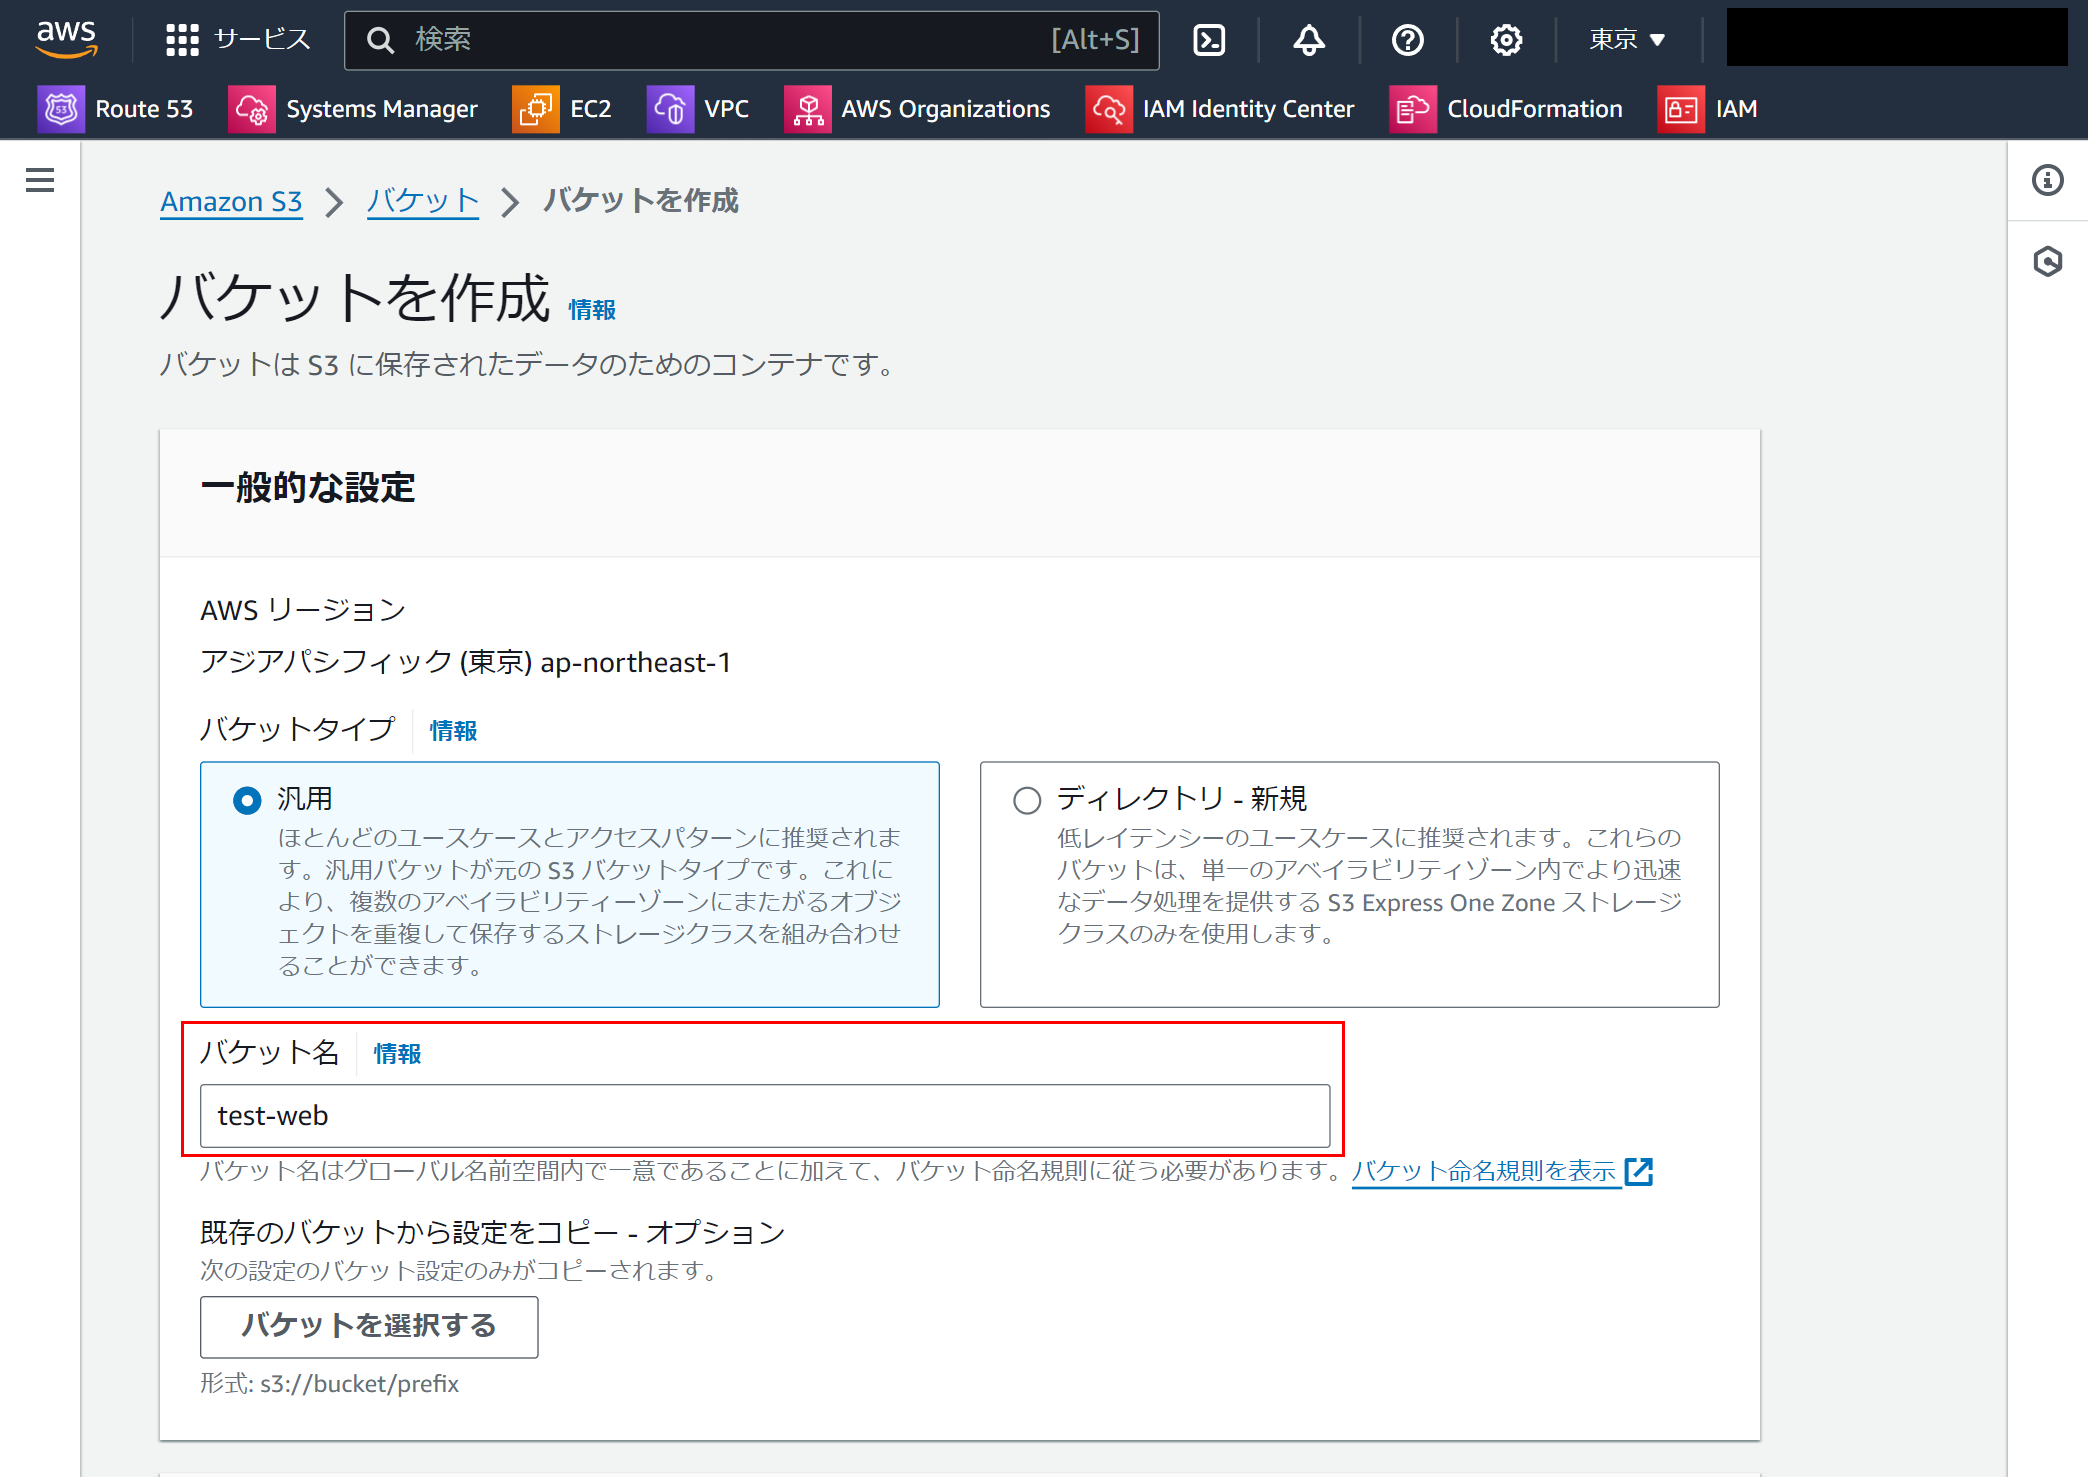 aws サービス 検索 [Alt+S] 東京
Route 53 Systems Manager EC2 VPC AWS Organizations IAM Identity Center CloudFormation IAM
Amazon S3 バケット バケットを作成
バケットを作成 情報
バケットは S3 に保存されたデータのためのコンテナです。
一般的な設定
AWS リージョン
アジアパシフィック (東京) ap-northeast-1
バケットタイプ 情報
汎用
ほとんどのユースケースとアクセスパターンに推奨されま
す。汎用バケットが元の S3 バケットタイプです。これに
より、複数のアベイラビリティーゾーンにまたがるオブジ
ェクトを重複して保存するストレージクラスを組み合わせ
ることができます。
ディレクトリ - 新規
低レイテンシーのユースケースに推奨されます。これらの
バケットは、単一のアベイラビリティゾーン内でより迅速
なデータ処理を提供する S3 Express One Zone ストレージ
クラスのみを使用します。
バケット名 情報
test-web
バケット名はグローバル名前空間内で一意であることに加えて、バケット命名規則に従う必要があります。バケット命名規則を表示
既存のバケットから設定をコピー - オプション
次の設定のバケット設定のみがコピーされます。
バケットを選択する
形式: s3://bucket/prefix